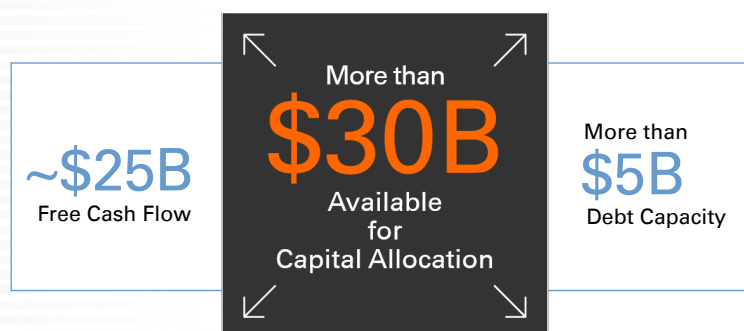 ~$25B
Free Cash Flow
More than
$30B
Available
for
Capital Allocation
More than
$5B
Debt Capacity